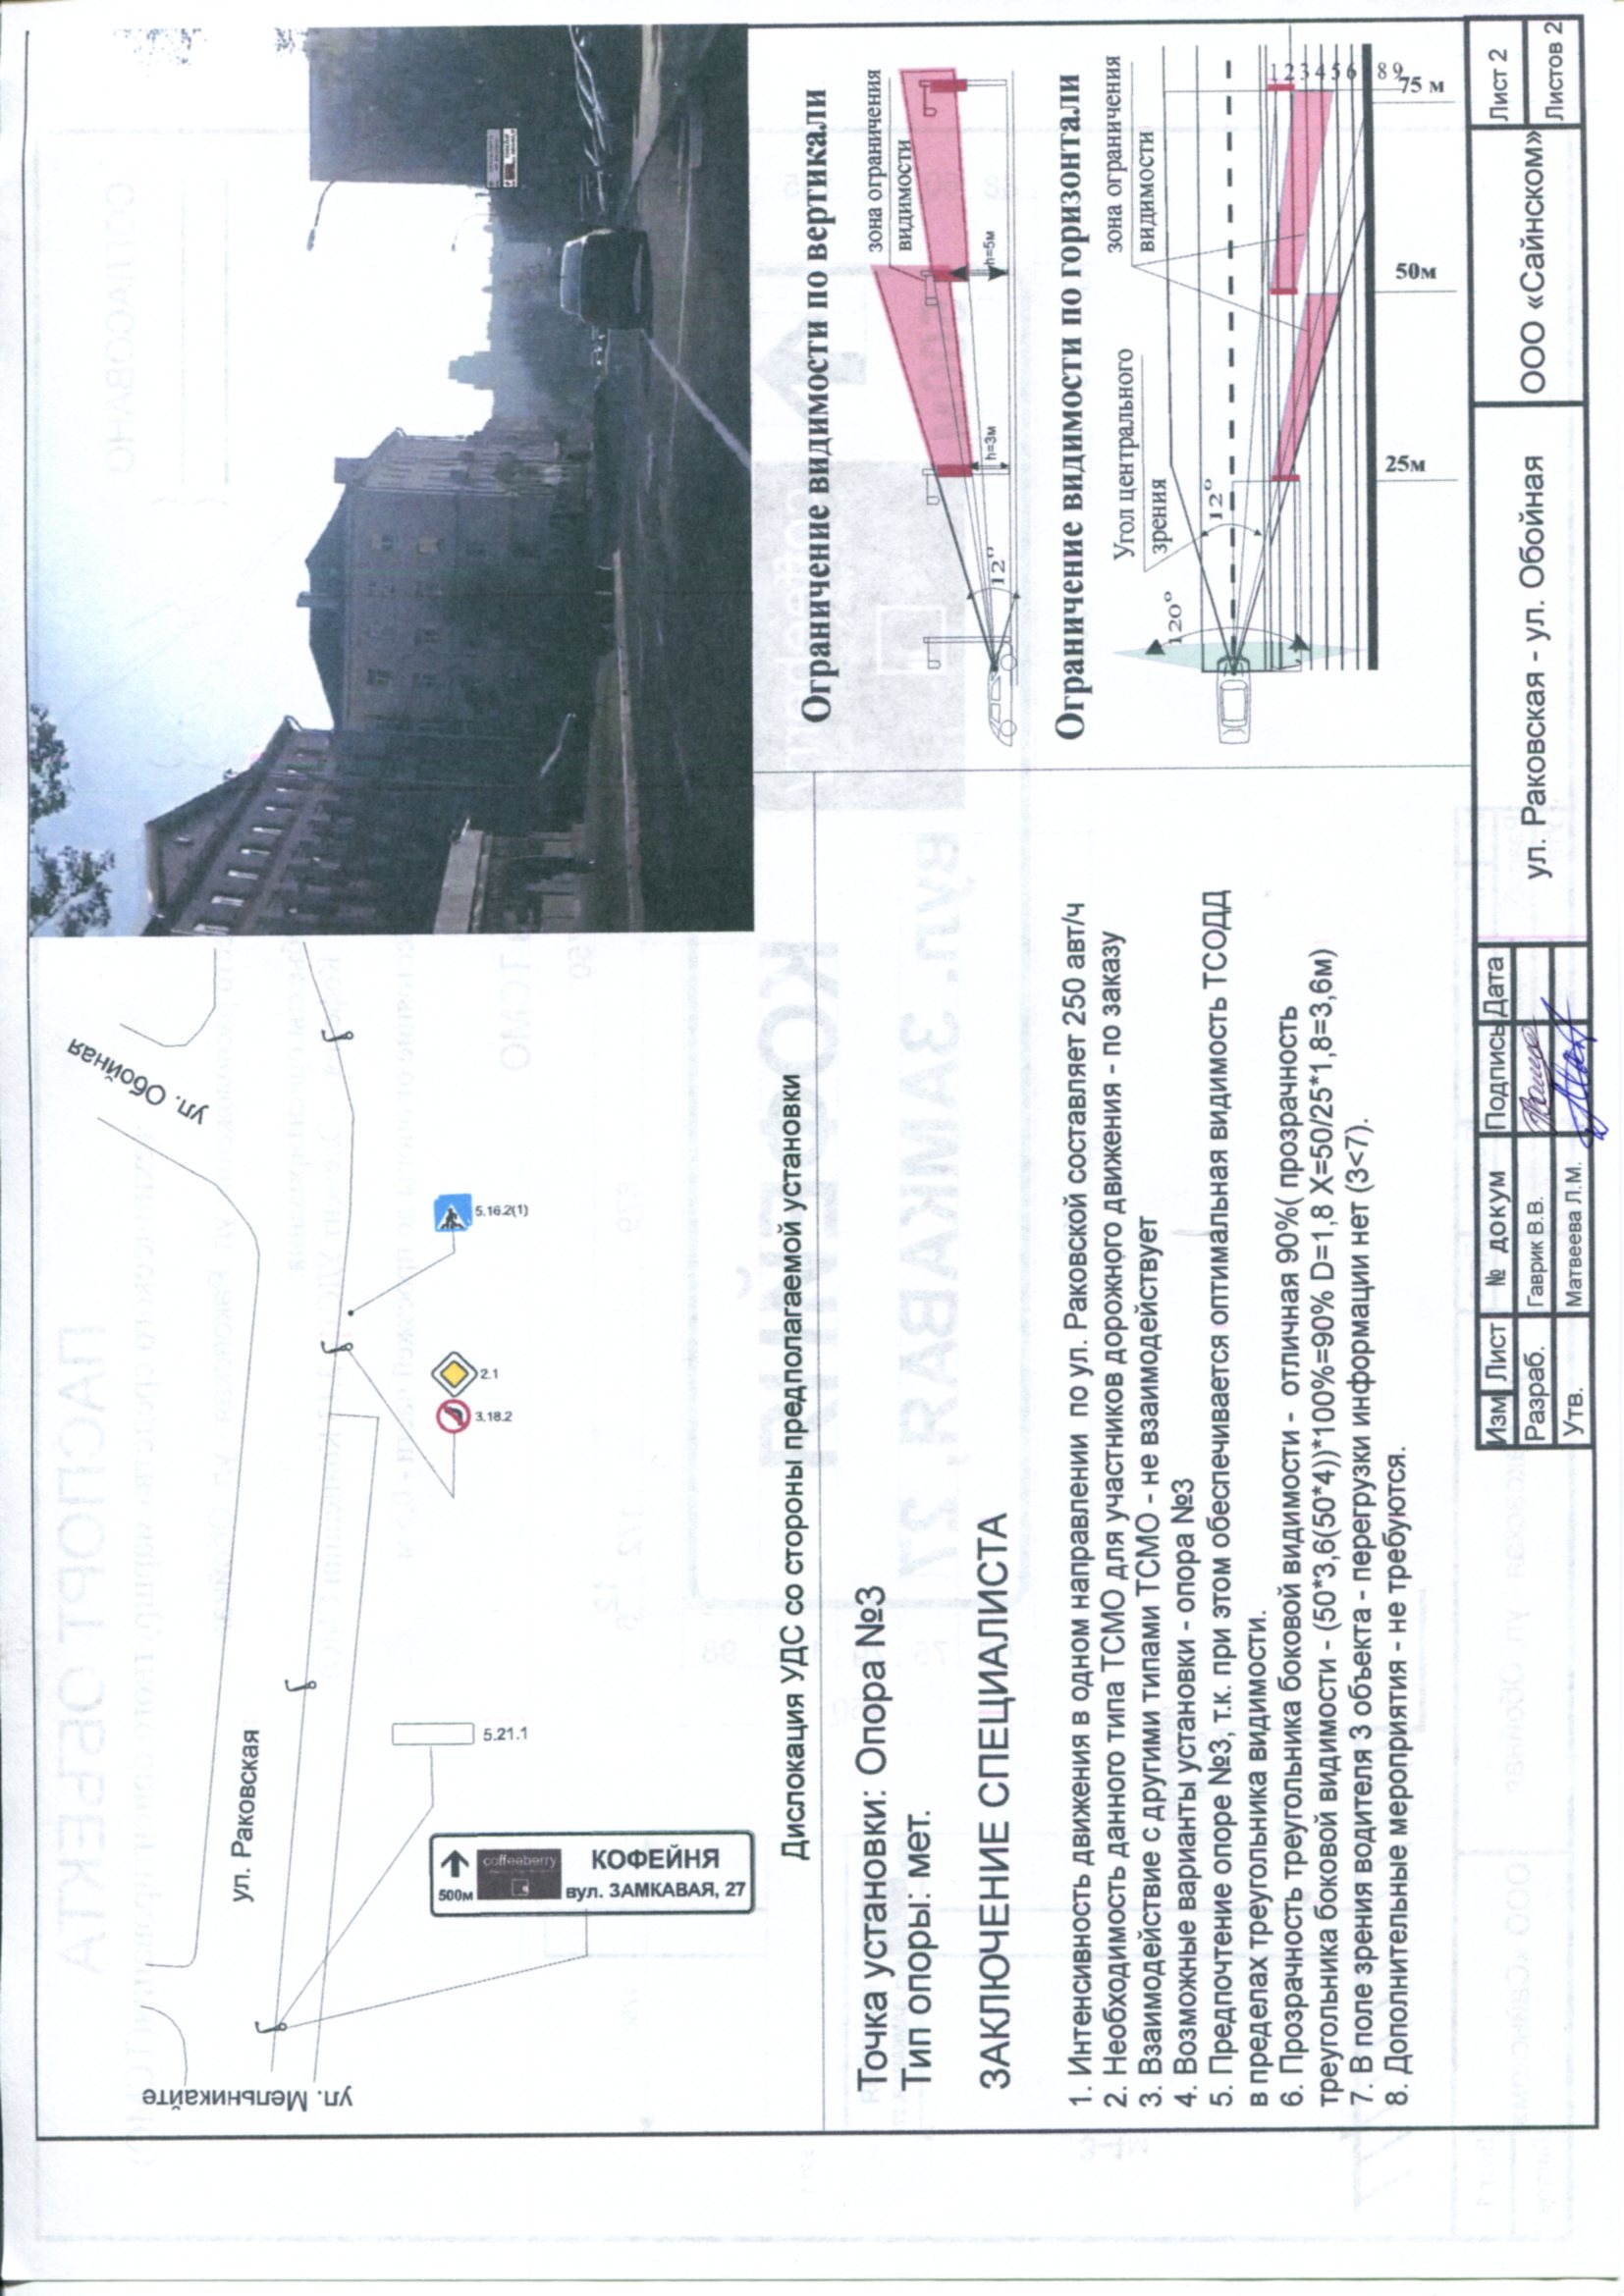 ул. Обойная
ул. Раковская
ул. Мельникайте
5.16.2(1)
2.1
3.18.2
5.21.1
500м
coffeeberry
КОФЕЙНЯ
вул. ЗАМКАВАЯ, 27
Дислокация УДС со стороны предполагаемой установки
Точка установки: Опора №3
Тип опоры: мет.
ЗАКЛЮЧЕНИЕ СПЕЦИАЛИСТА
1. Интенсивность движения в одном направлении по ул. Раковской составляет 250 авт/ч
2. Необходимость данного типа ТСМО для участников дорожного движения - по заказу
3. Взаимодействие с другими типами ТСМО - не взаимодействует
4. Возможные варианты установки - опора №3
5. Предпочтение опоре №3, т.к. при этом обеспечивается оптимальная видимость ТСОДД
в пределах треугольника видимости.
6. Прозрачность треугольника боковой видимости - отличная 90%( прозрачность
треугольника боковой видимости - (50*3,6(50*4))*100%=90% D=1,8 X=50/25*1,8=3,6м)
7. В поле зрения водителя 3 объекта - перегрузки информации нет (3<7).
8. Дополнительные мероприятия - не требуются.
Ограничение видимости по вертикали
зона ограничения
видимости
h=3м
h=5м
12°
Ограничение видимости по горизонтали
Угол центрального
зрения
зона ограничения
видимости
120°
12°
1 2 3 4 5 6 8 9
25м
50м
75 м
Изм Лист № докум Подпись Дата
Разраб. Гаврик В.В.
Утв. Матвеева Л.М.
ул. Раковская - ул. Обойная
ООО «Сайнском»
Лист 2
Листов 2